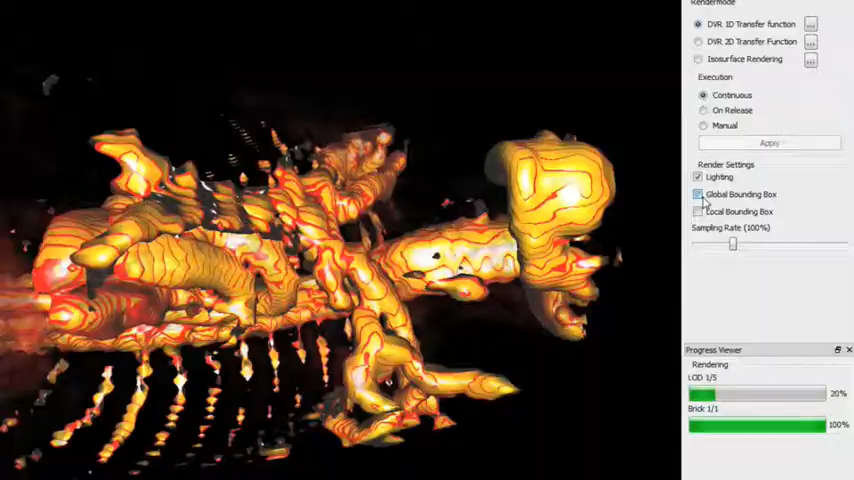 Rendermode
DVR 1D Transfer function ...
DVR 2D Transfer Function ...
Isosurface Rendering ...
Execution
Continuous
On Release
Manual
Apply
Render Settings
Lighting
Global Bounding Box
Local Bounding Box
Sampling Rate (100%)
Progress Viewer
Rendering
LOD 1/5
20%
Brick 1/1
100%